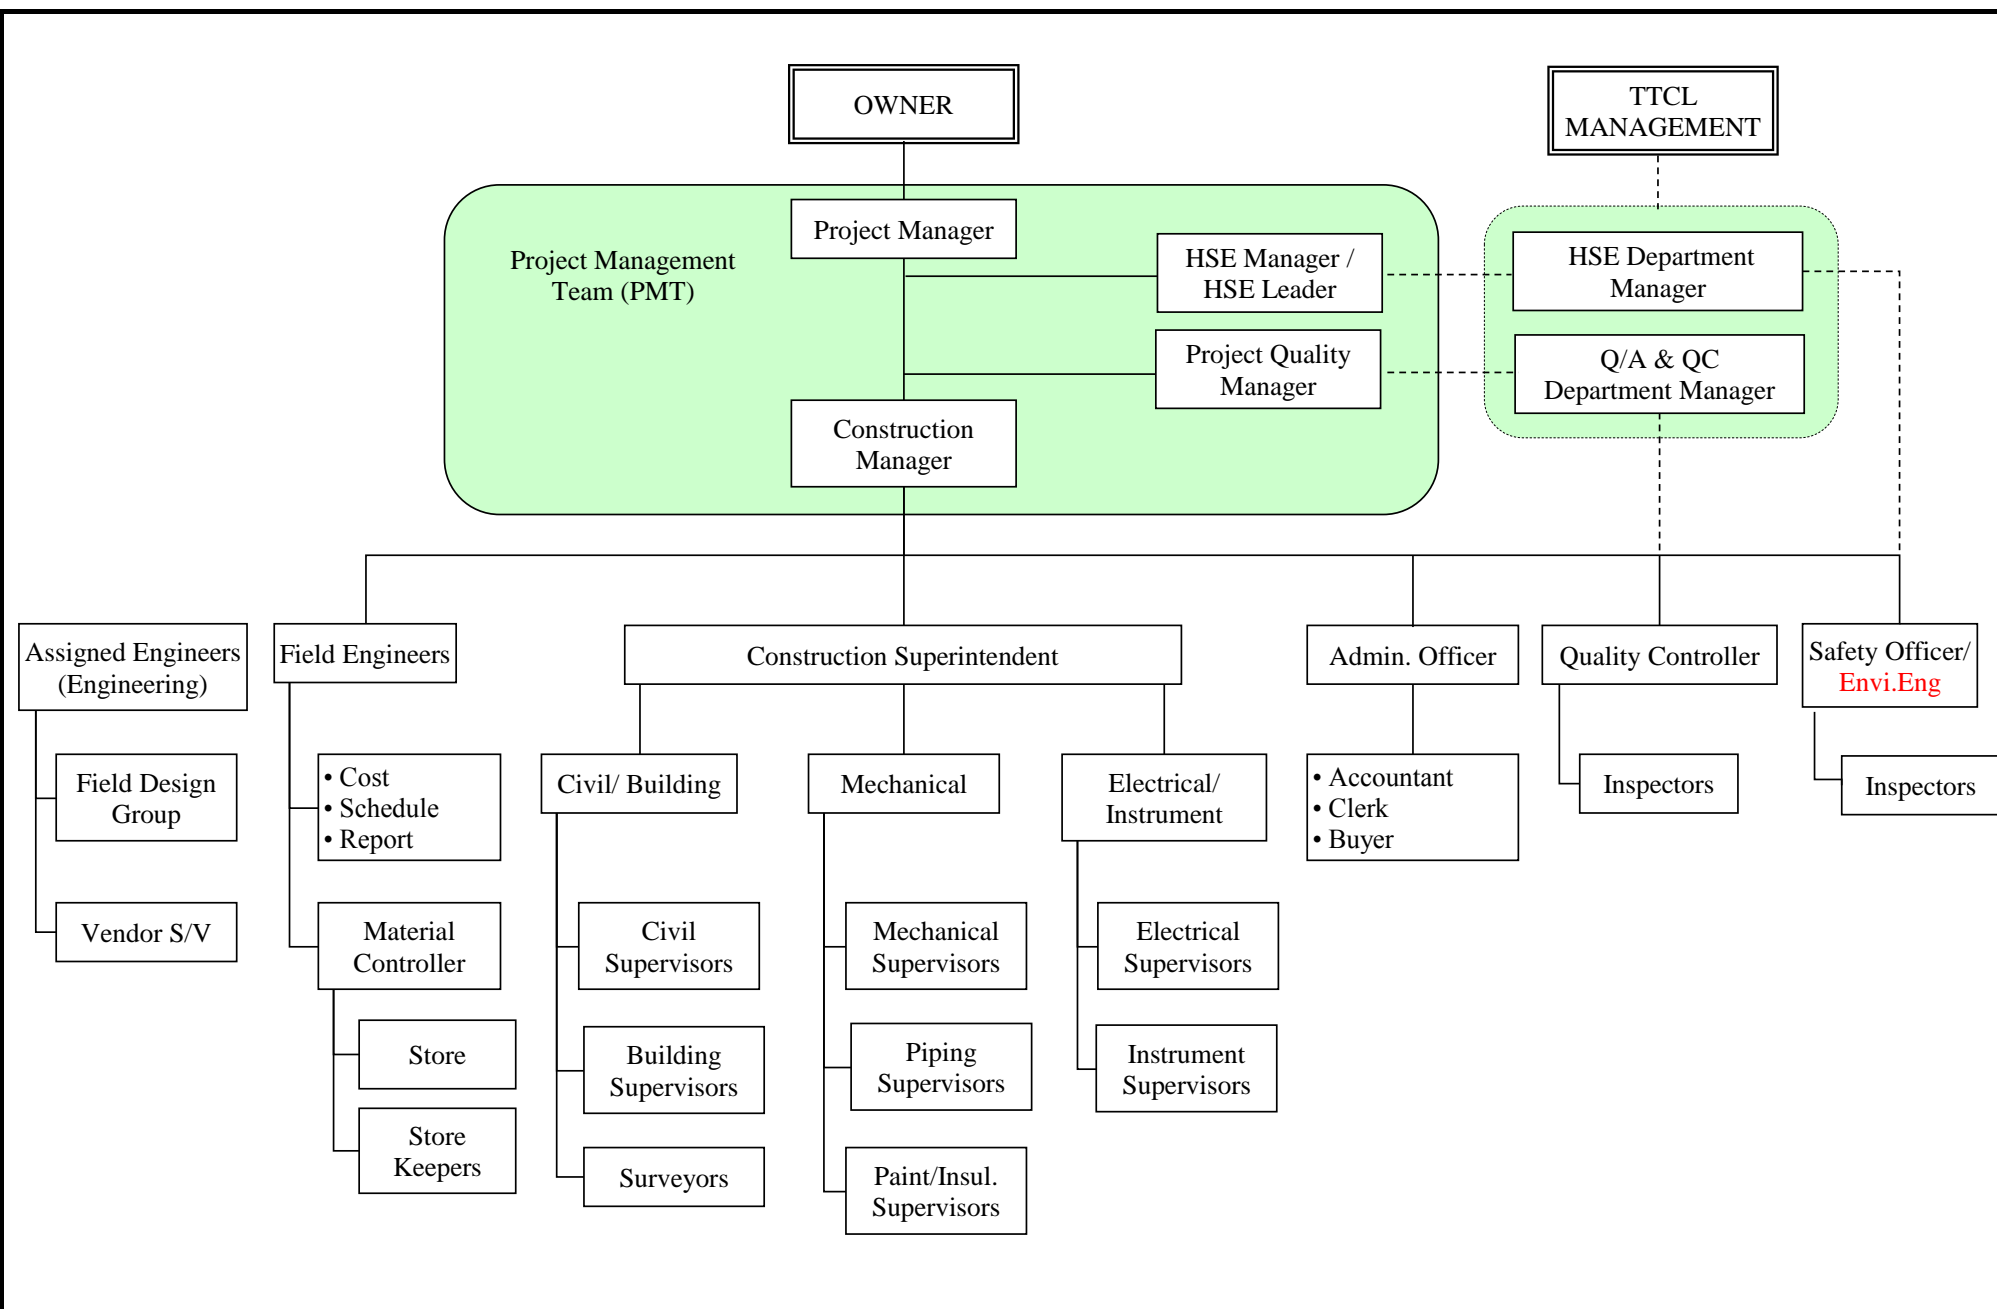 OWNER
TTCL
MANAGEMENT
Project Management
Team (PMT)
Project Manager
HSE Manager /
HSE Leader
HSE Department
Manager
Project Quality
Manager
Q/A & QC
Department Manager
Construction
Manager
Assigned Engineers
(Engineering)
Field Engineers
Construction Superintendent
Admin. Officer
Quality Controller
Safety Officer/
Envi.Eng
Field Design
Group
• Cost
• Schedule
• Report
Civil/ Building
Mechanical
Electrical/
Instrument
• Accountant
• Clerk
• Buyer
Inspectors
Inspectors
Vendor S/V
Material
Controller
Civil
Supervisors
Mechanical
Supervisors
Electrical
Supervisors
Store
Building
Supervisors
Piping
Supervisors
Instrument
Supervisors
Store
Keepers
Surveyors
Paint/Insul.
Supervisors